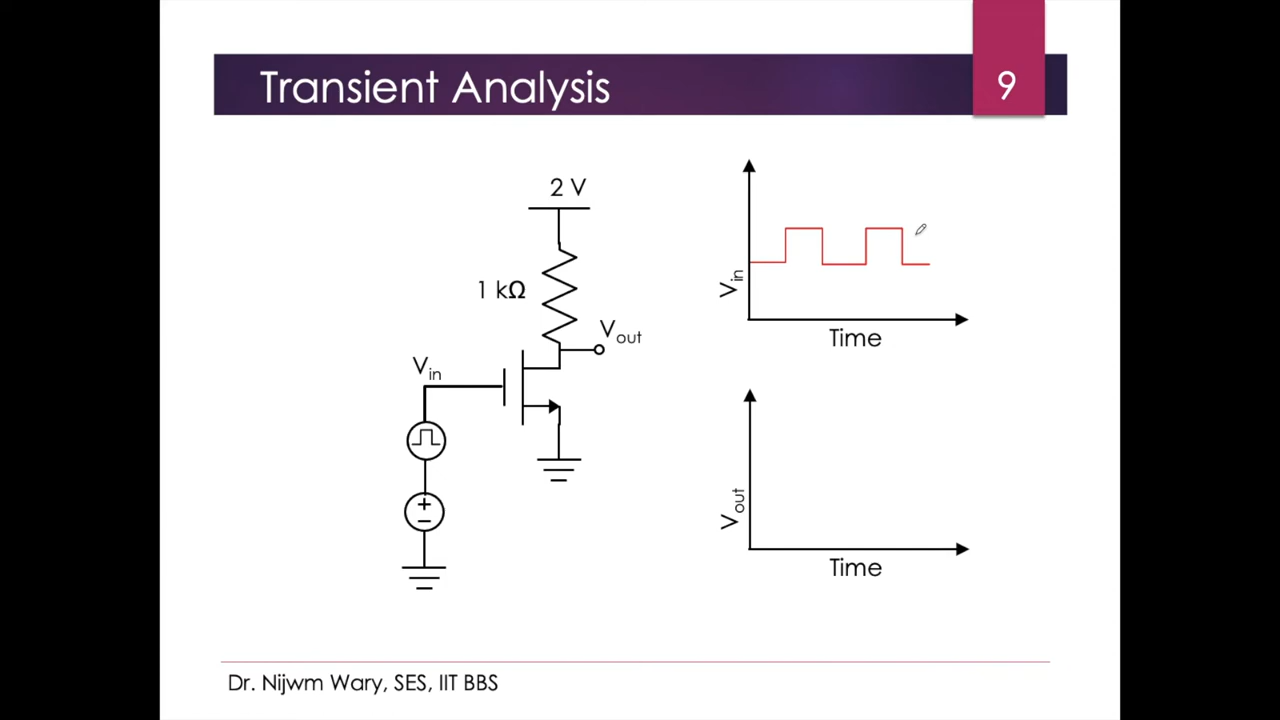 Transient Analysis
9
2 V
1 kΩ
Vout
Vin
+
−
Vin
Time
Vout
Time
Dr. Nijwm Wary, SES, IIT BBS